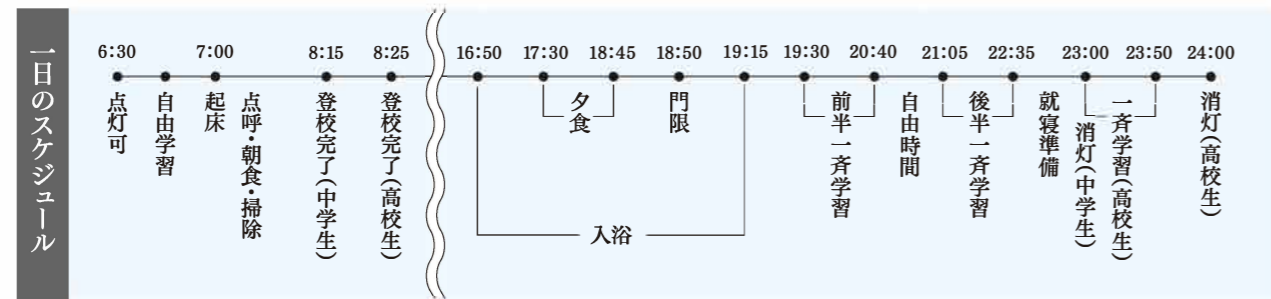 一日のスケジュール
6:30
7:00
8:15
8:25
16:50
17:30
18:45
18:50
19:15
19:30
20:40
21:05
22:35
23:00
23:50
24:00
点灯可
自由学習
起床
点呼・朝食・掃除
登校完了(中学生)
登校完了(高校生)
夕食
門限
前半一斉学習
自由時間
後半一斉学習
就寝準備
消灯(中学生)
一斉学習(高校生)
消灯(高校生)
入浴